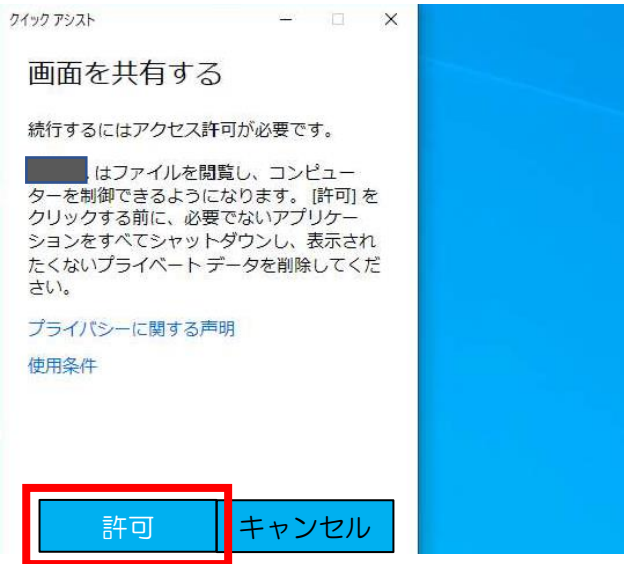 クイック アシスト
画面を共有する
続行するにはアクセス許可が必要です。
はファイルを閲覧し、コンピュー
ターを制御できるようになります。[許可] を
クリックする前に、必要でないアプリケー
ションをすべてシャットダウンし、表示され
たくないプライベート データを削除してくだ
さい。
プライバシーに関する声明
使用条件
許可 キャンセル